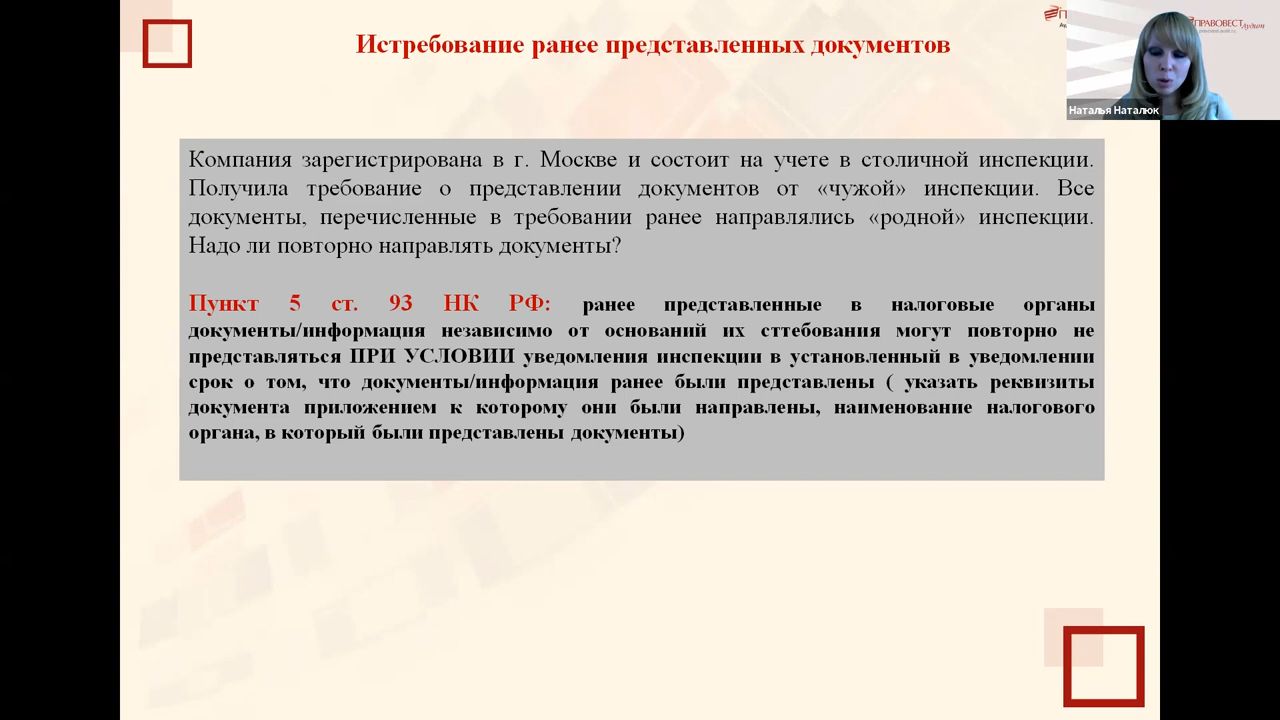 Истребование ранее представленных документов
ПРАВОВЕСТ Аудит
Наталья Наталюк
Компания зарегистрирована в г. Москве и состоит на учете в столичной инспекции.
Получила требование о представлении документов от «чужой» инспекции. Все
документы, перечисленные в требовании ранее направлялись «родной» инспекции.
Надо ли повторно направлять документы?
Пункт 5 ст. 93 НК РФ: ранее представленные в налоговые органы
документы/информация независимо от оснований их сттебования могут повторно не
представляться ПРИ УСЛОВИИ уведомления инспекции в установленный в уведомлении
срок о том, что документы/информация ранее были представлены ( указать реквизиты
документа приложением к которому они были направлены, наименование налогового
органа, в который были представлены документы)